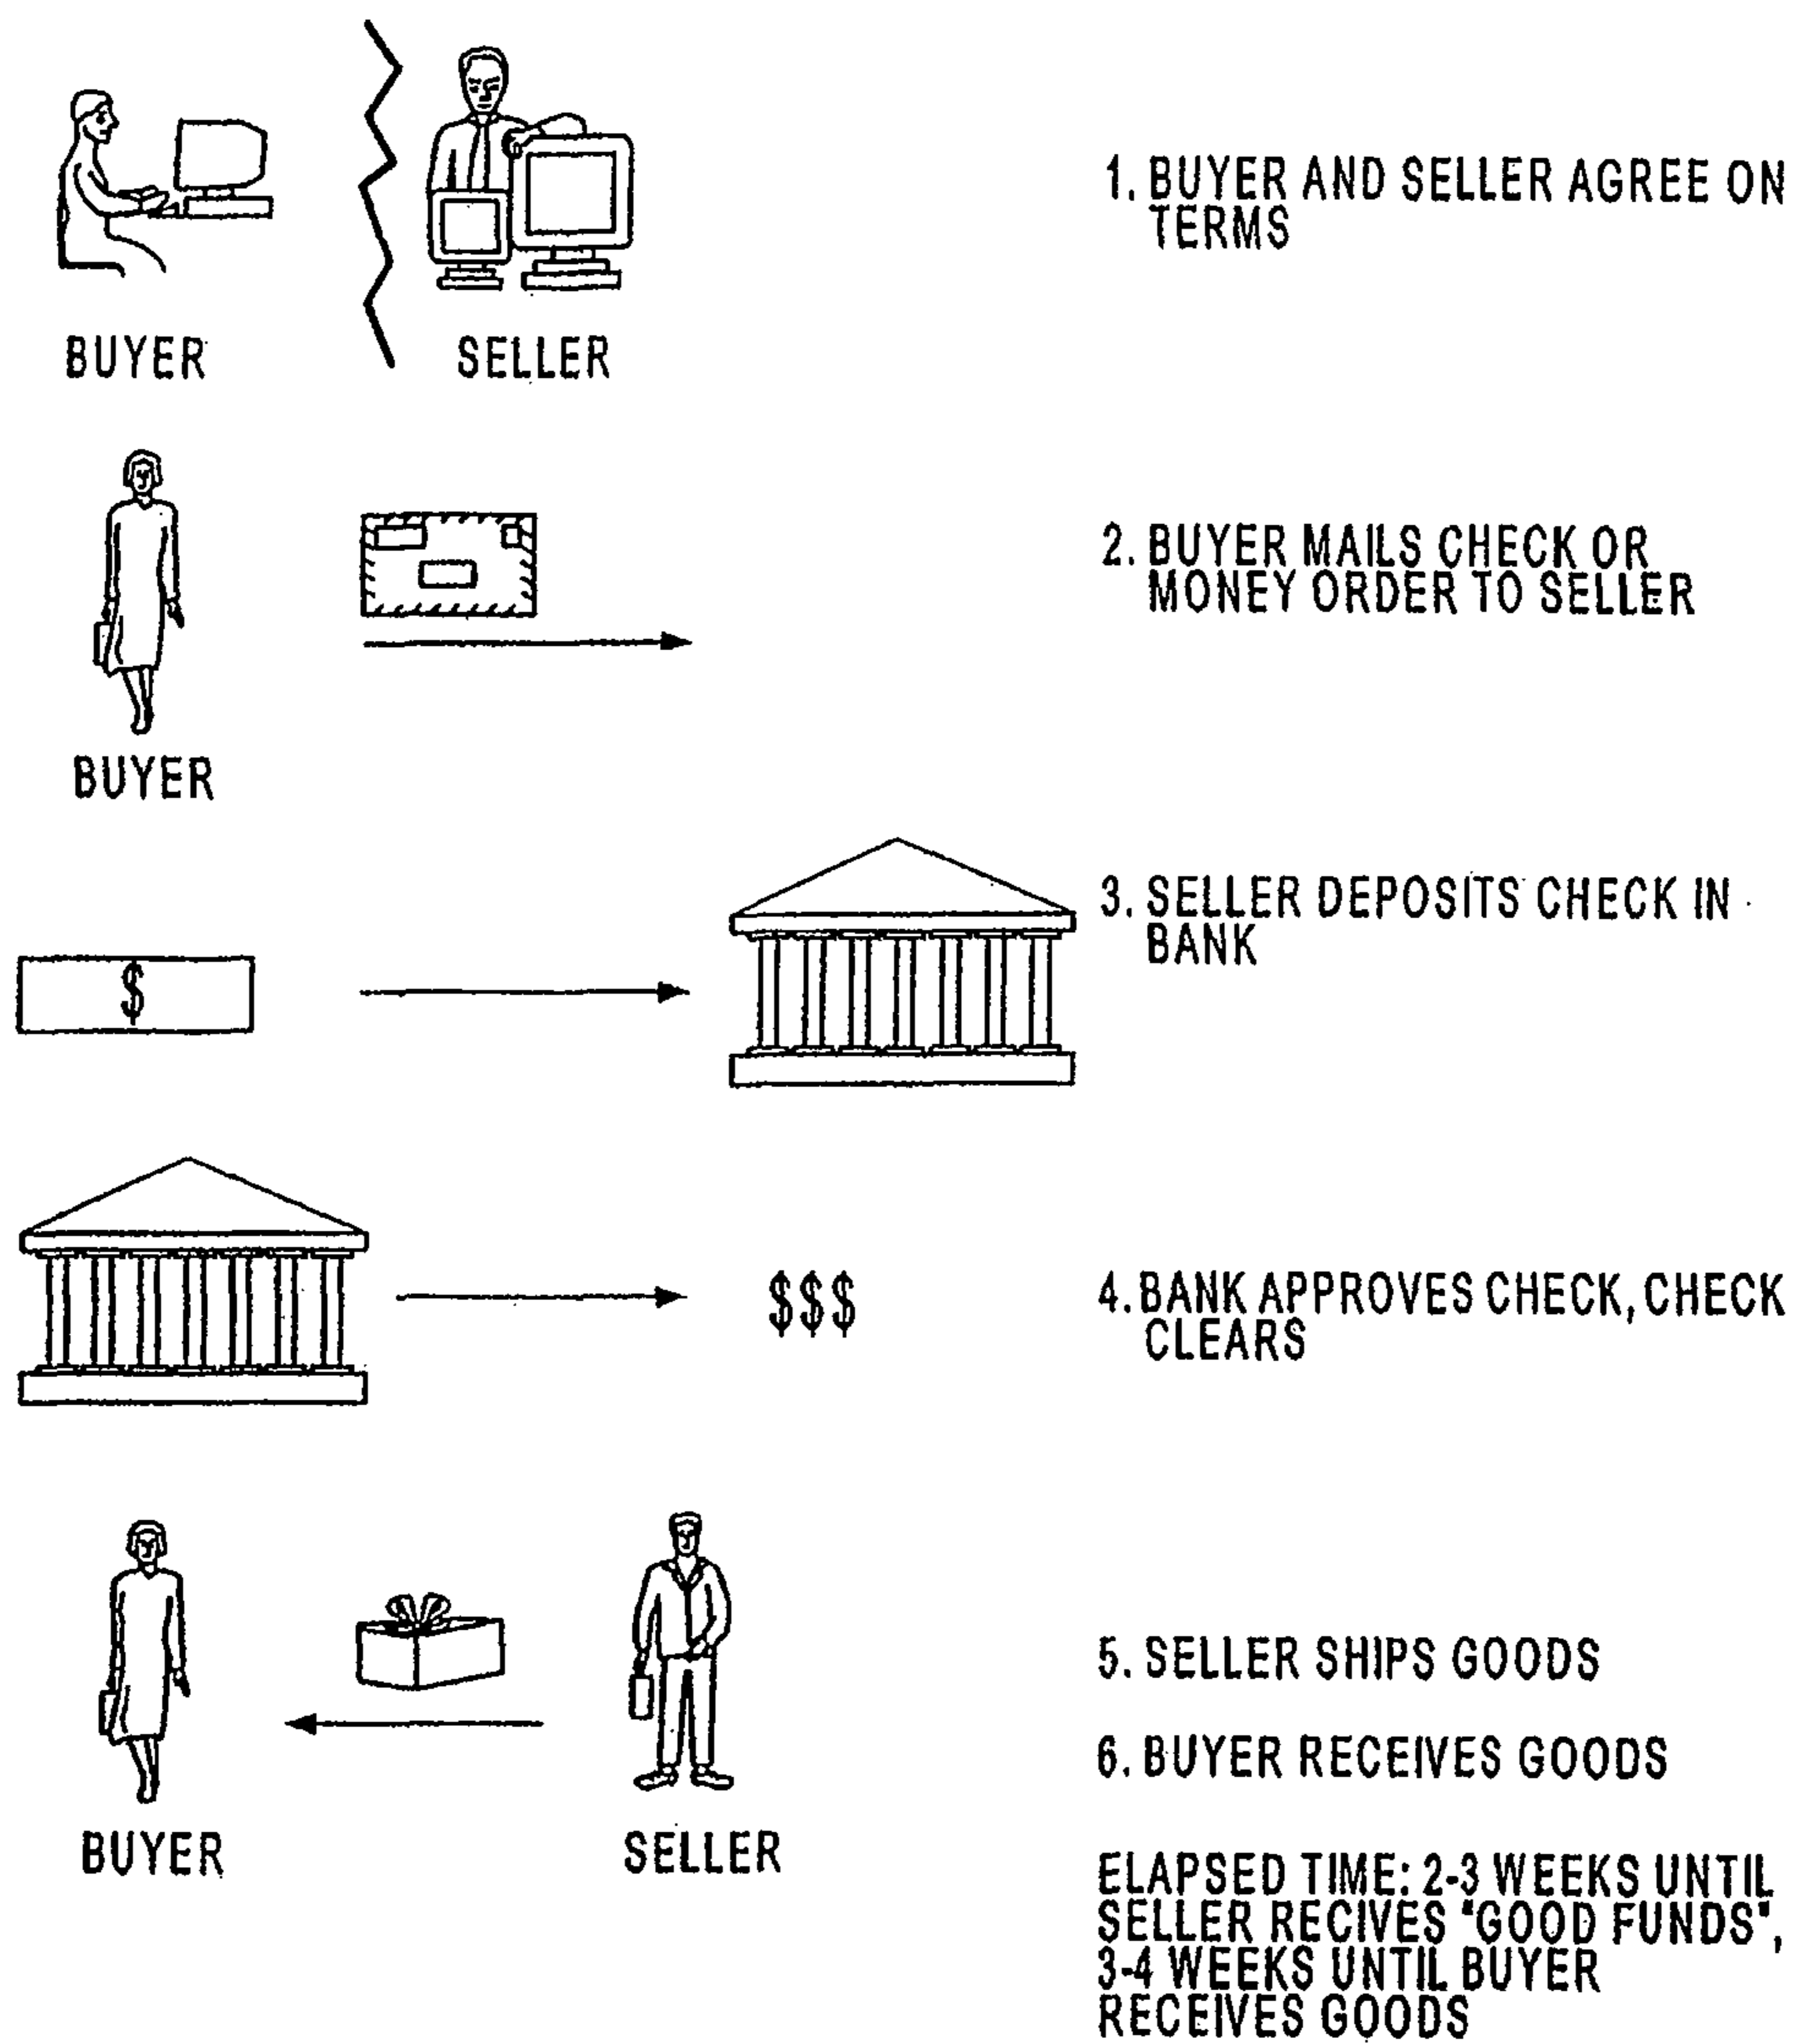 1. BUYER AND SELLER AGREE ON
TERMS
BUYER
SELLER
2. BUYER MAILS CHECK OR
MONEY ORDER TO SELLER
BUYER
3. SELLER DEPOSITS CHECK IN
BANK
$
4. BANK APPROVES CHECK, CHECK
CLEARS
$$$
5. SELLER SHIPS GOODS
6. BUYER RECEIVES GOODS
BUYER
SELLER
ELAPSED TIME: 2-3 WEEKS UNTIL
SELLER RECIVES "GOOD FUNDS",
3-4 WEEKS UNTIL BUYER
RECEIVES GOODS